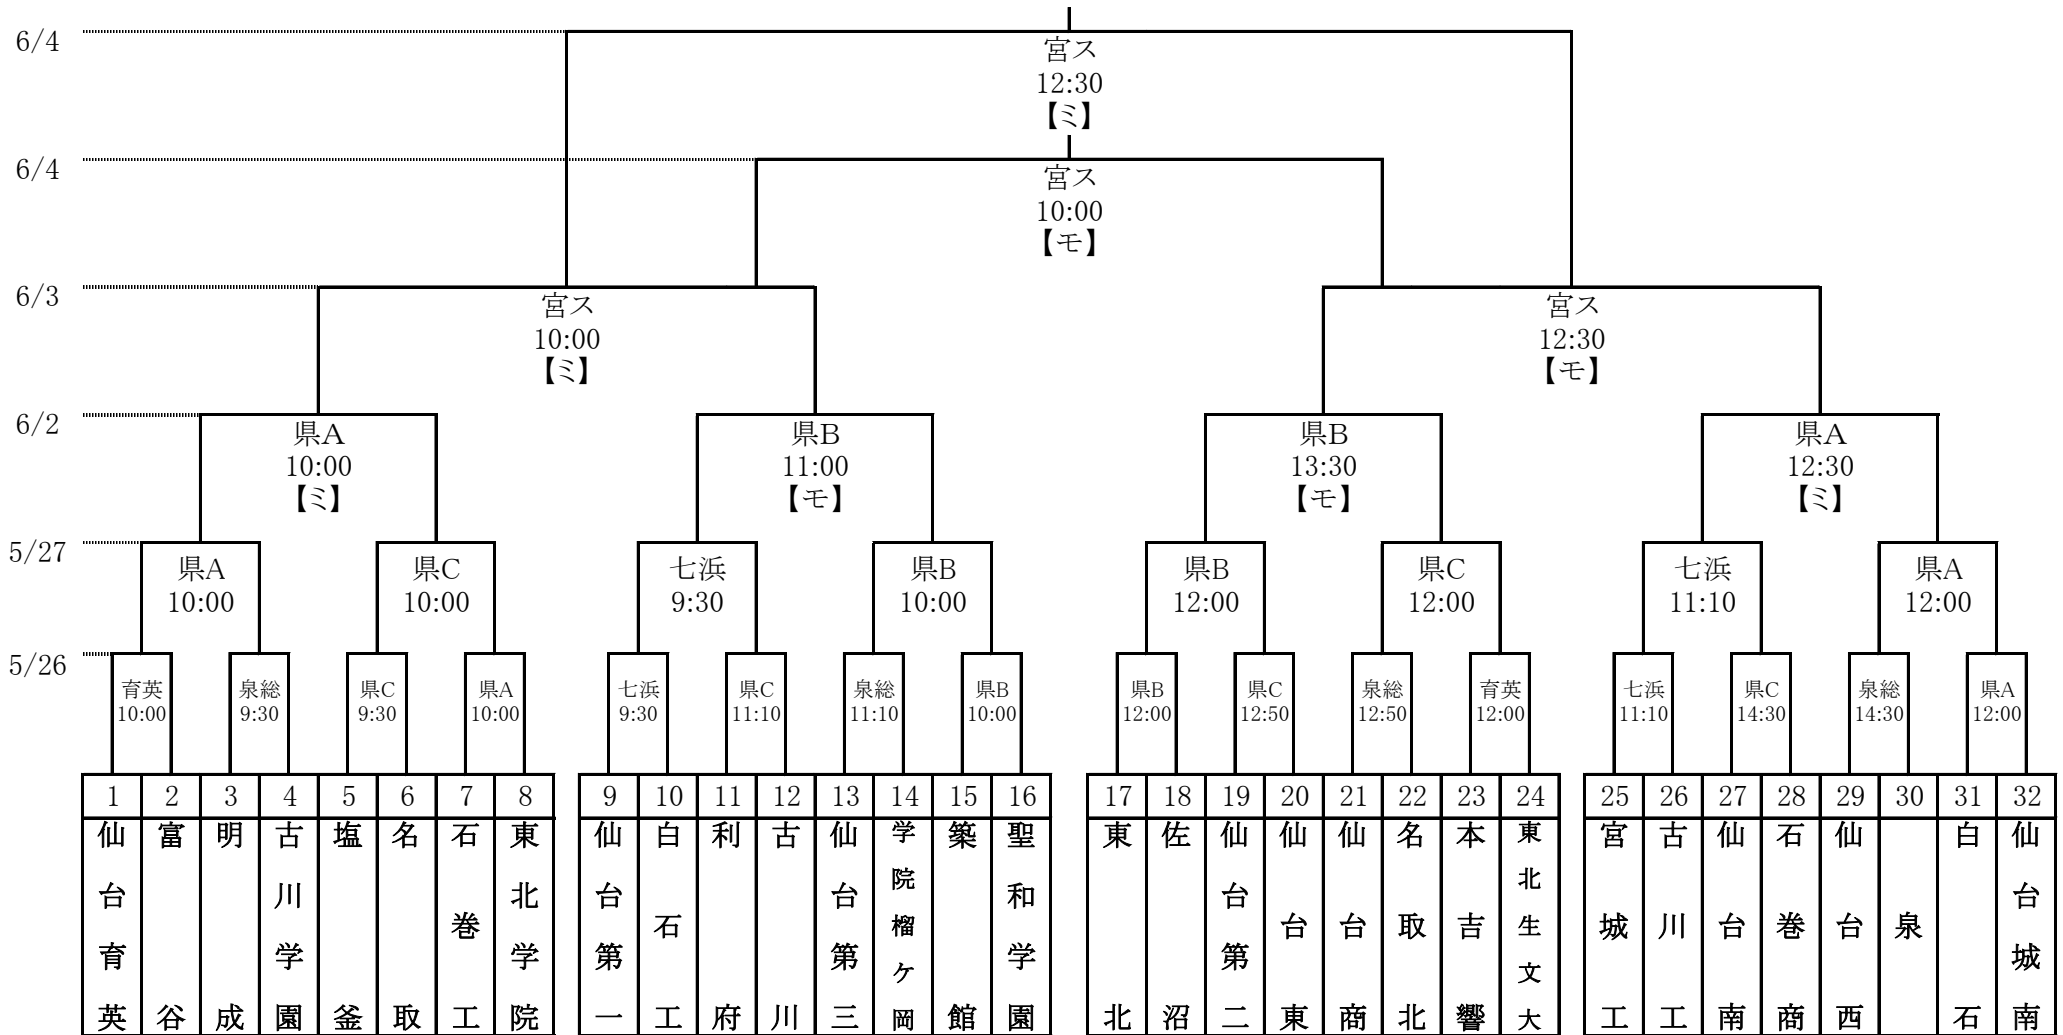 6/4
宮ス
12:30
【ミ】
6/4
宮ス
10:00
【モ】
6/3
宮ス
10:00
【ミ】
宮ス
12:30
【モ】
6/2
県A
10:00
【ミ】
県B
11:00
【モ】
県B
13:30
【モ】
県A
12:30
【ミ】
5/27
県A
10:00
県C
10:00
七浜
9:30
県B
10:00
県B
12:00
県C
12:00
七浜
11:10
県A
12:00
5/26
育英
10:00
泉総
9:30
県C
9:30
県A
10:00
七浜
9:30
県C
11:10
泉総
11:10
県B
10:00
県B
12:00
県C
12:50
泉総
12:50
育英
12:00
七浜
11:10
県C
14:30
泉総
14:30
県A
12:00
1 2 3 4 5 6 7 8 9 10 11 12 13 14 15 16 17 18 19 20 21 22 23 24 25 26 27 28 29 30 31 32
仙台育英
富谷
明成
古川学園
塩釜
名取
石巻工
東北学院
仙台第一
白石工
利府
古川
仙台第三
学院榴ケ岡
築館
聖和学園
東北
佐沼
仙台第二
仙台東
仙台商
名取北
本吉響
東北生文大
宮城工
古川工
仙台南
石巻商
仙台西
泉
白石
仙台城南